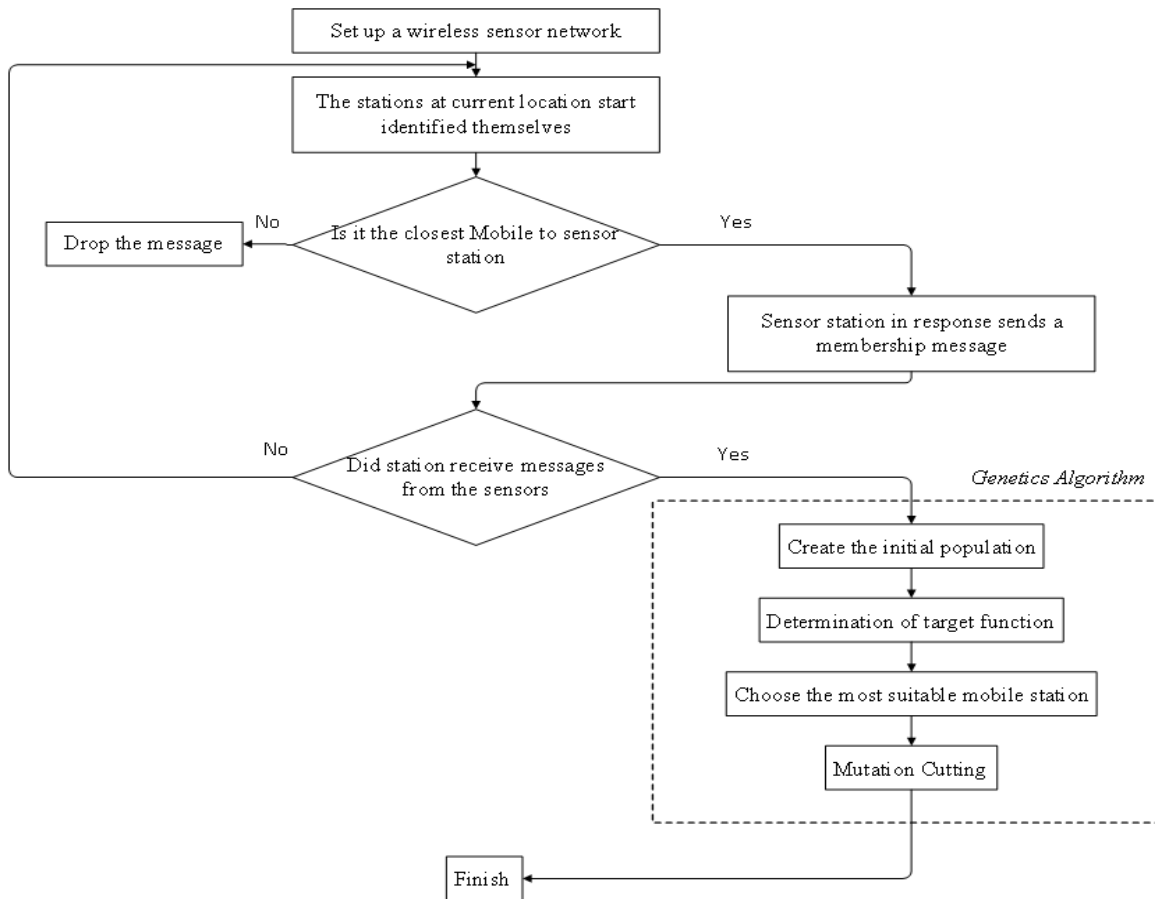 Set up a wireless sensor network
The stations at current location start
identified themselves
No
Yes
Drop the message
Is it the closest Mobile to sensor
station
Sensor station in response sends a
membership message
No
Yes
Did station receive messages
from the sensors
Genetics Algorithm
Create the initial population
Determination of target function
Choose the most suitable mobile station
Mutation Cutting
Finish